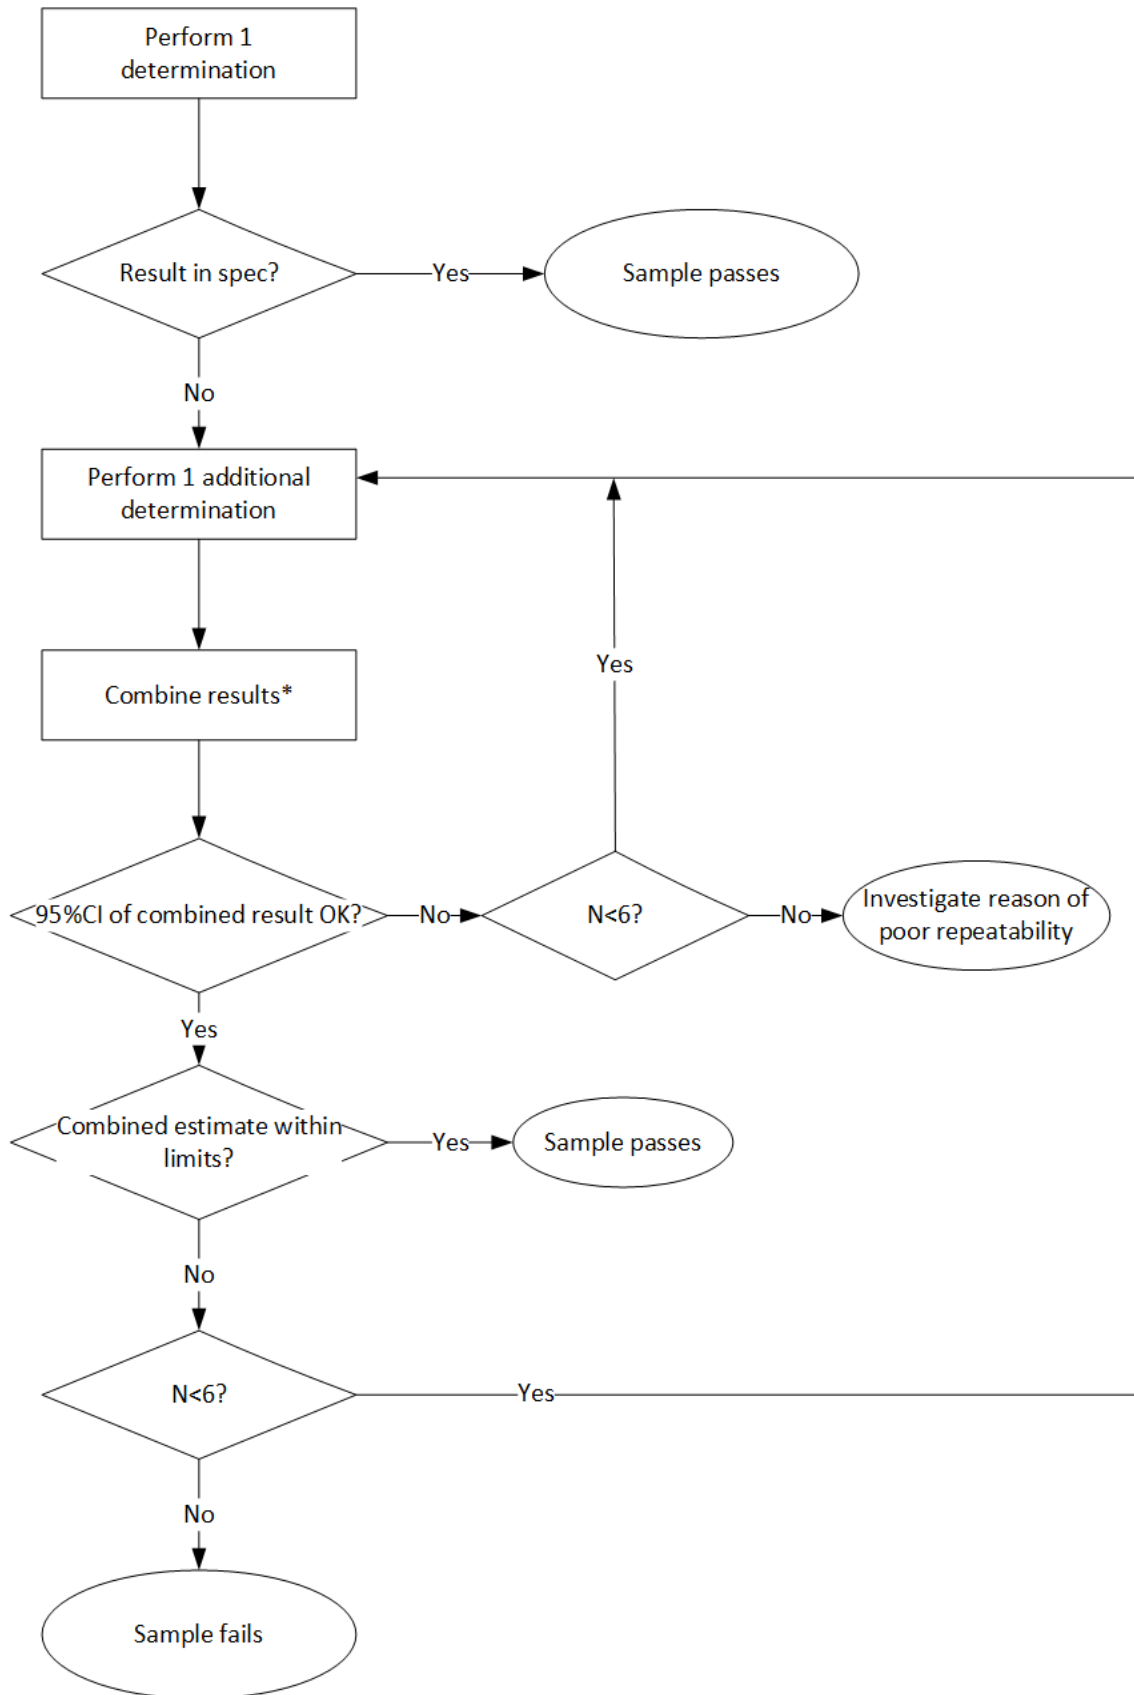 Perform 1
determination
Result in spec?
Yes
Sample passes
No
Perform 1 additional
determination
Yes
Combine results*
95%CI of combined result OK?
No
N<6?
No
Investigate reason of
poor repeatability
Yes
Combined estimate within
limits?
Yes
Sample passes
No
N<6?
Yes
No
Sample fails